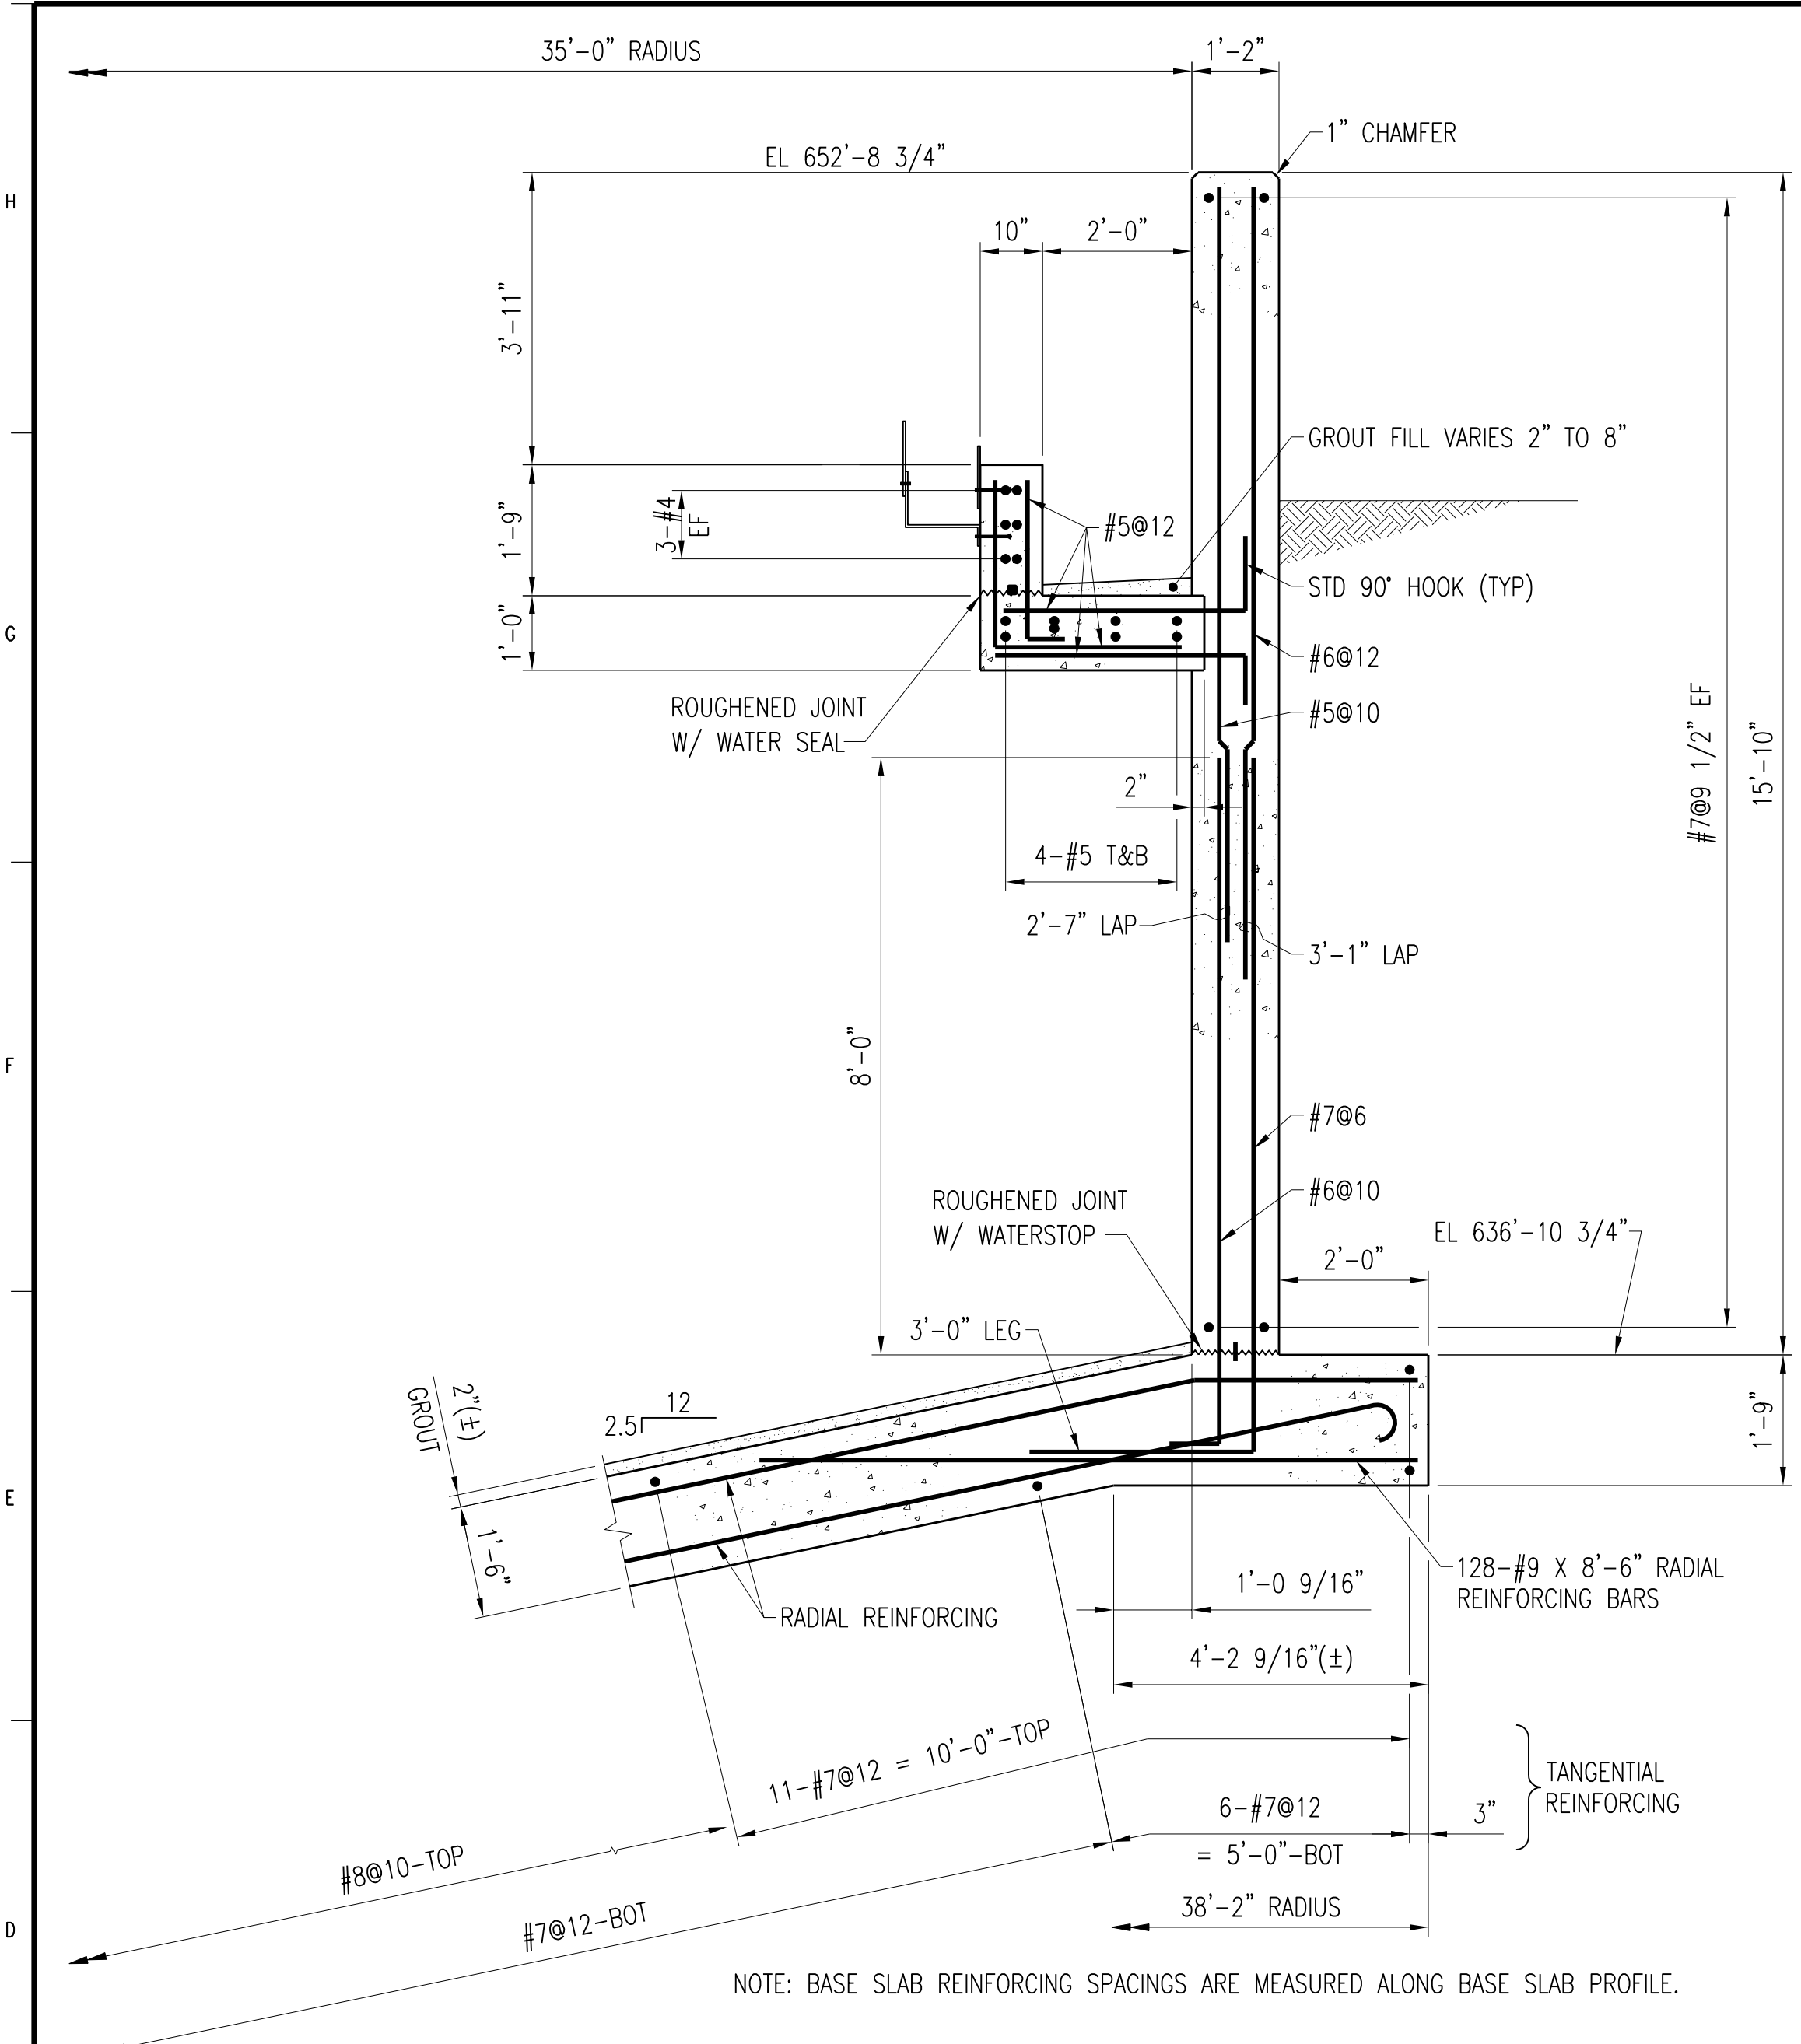 35'-0" RADIUS
1'-2"
1" CHAMFER
EL 652'-8 3/4"
H
10"
2'-0"
3'-11"
GROUT FILL VARIES 2" TO 8"
1'-9"
3-#4
EF
#5@12
STD 90° HOOK (TYP)
G
1'-0"
#6@12
ROUGHENED JOINT
W/ WATER SEAL
#5@10
#7@9 1/2" EF
15'-10"
2"
4-#5 T&B
2'-7" LAP
3'-1" LAP
8'-0"
F
#7@6
#6@10
ROUGHENED JOINT
W/ WATERSTOP
EL 636'-10 3/4"
2'-0"
3'-0" LEG
2"(±)
GROUT
12
2.5
1'-9"
E
1'-6"
128-#9 X 8'-6" RADIAL
REINFORCING BARS
1'-0 9/16"
RADIAL REINFORCING
4'-2 9/16"(±)
11-#7@12 = 10'-0"-TOP
TANGENTIAL
REINFORCING
6-#7@12
= 5'-0"-BOT
3"
#8@10-TOP
#7@12-BOT
38'-2" RADIUS
D
NOTE: BASE SLAB REINFORCING SPACINGS ARE MEASURED ALONG BASE SLAB PROFILE.